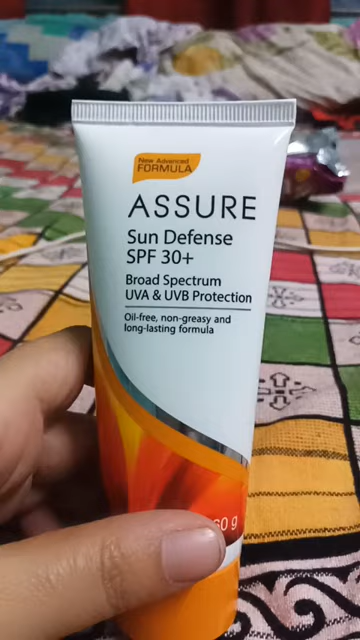 New Advanced
FORMULA
ASSURE
Sun Defense
SPF 30+
Broad Spectrum
UVA & UVB Protection
Oil-free, non-greasy and
long-lasting formula
60 g